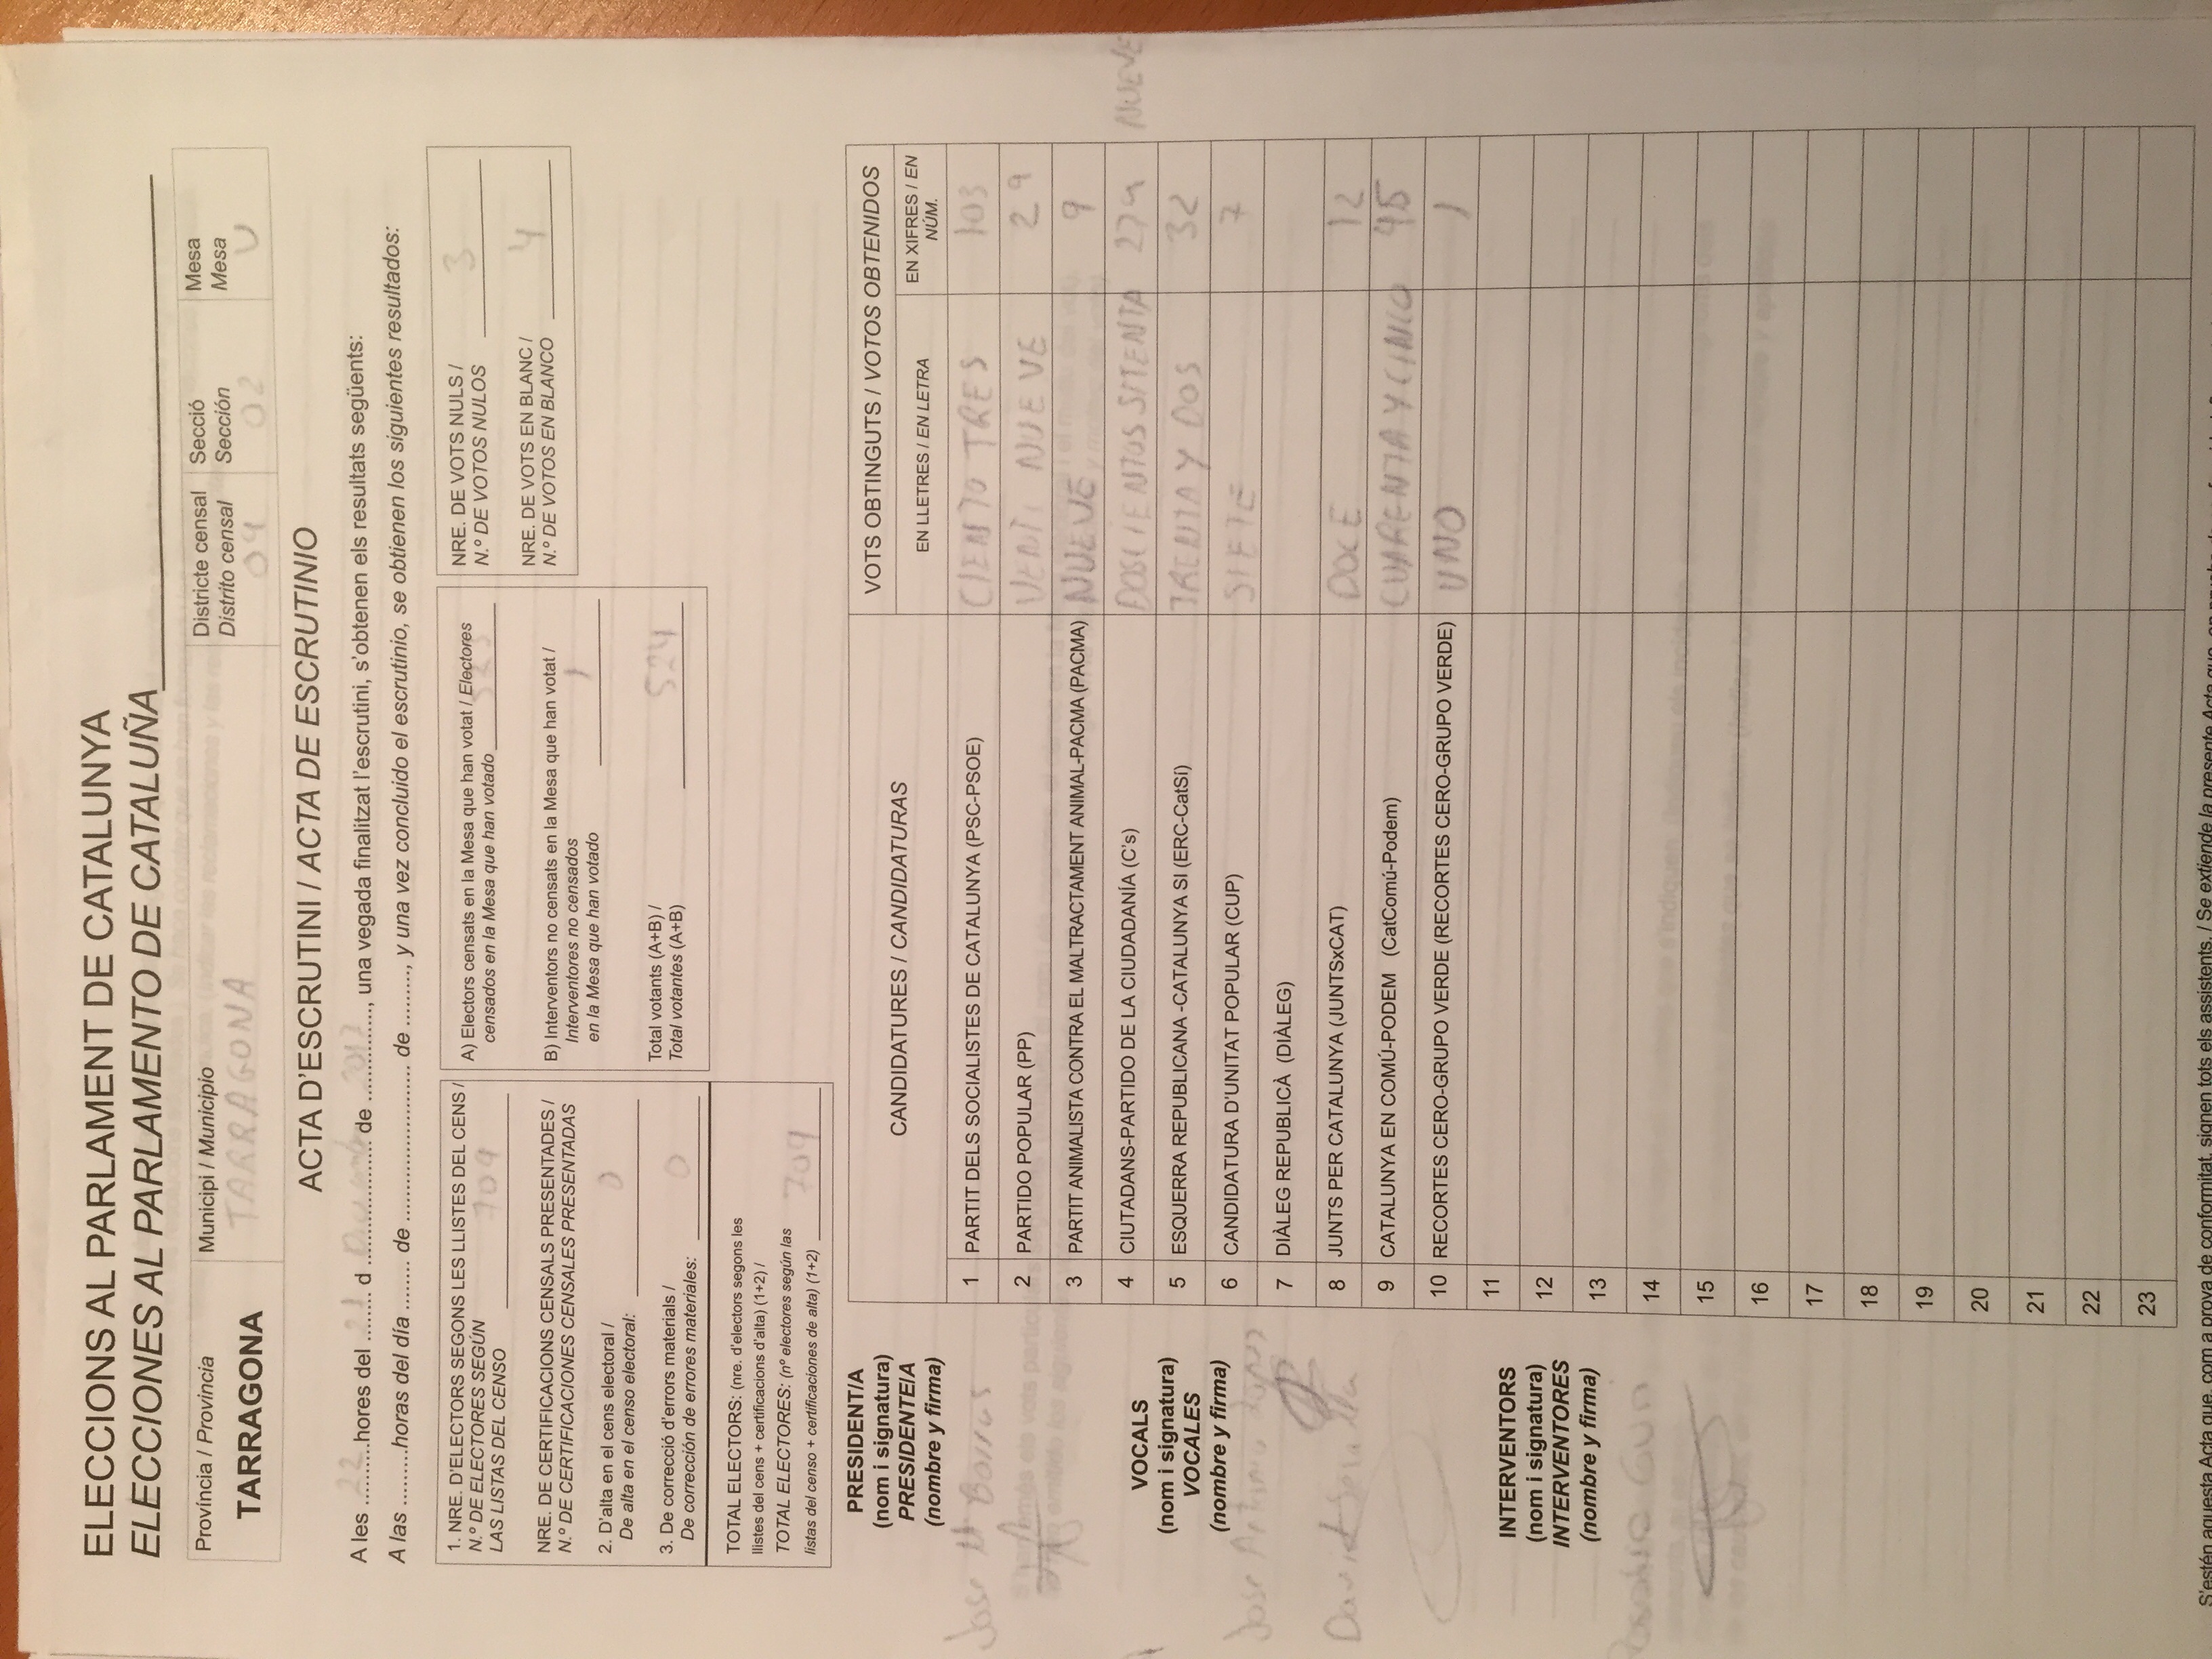 ELECCIONS AL PARLAMENT DE CATALUNYA
ELECCIONES AL PARLAMENTO DE CATALUÑA
Província / Provincia
TARRAGONA
Municipi / Municipio
TARRAGONA
Districte censal
Distrito censal
09
Secció
Sección
02
Mesa
Mesa
U
ACTA D'ESCRUTINI / ACTA DE ESCRUTINIO
A les 22 hores del 21 d Diciembre de 2017, una vegada finalitzat l'escrutini, s'obtenen els resultats següents:
A las .........horas del día ........ de .......................... de ........., y una vez concluido el escrutinio, se obtienen los siguientes resultados:
1. NRE. D'ELECTORS SEGONS LES LLISTES DEL CENS /
N.º DE ELECTORES SEGÚN
LAS LISTAS DEL CENSO 709
NRE. DE CERTIFICACIONS CENSALS PRESENTADES /
N.º DE CERTIFICACIONES CENSALES PRESENTADAS
2. D'alta en el cens electoral /
De alta en el censo electoral: 0
3. De correcció d'errors materials /
De corrección de errores materiales: 0
TOTAL ELECTORS: (nre. d'electors segons les
llistes del cens + certificacions d'alta) (1+2) /
TOTAL ELECTORES: (nº electores según las
listas del censo + certificaciones de alta) (1+2) 709
A) Electors censats en la Mesa que han votat / Electores
censados en la Mesa que han votado 523
B) Interventors no censats en la Mesa que han votat /
Interventores no censados
en la Mesa que han votado 1
Total votants (A+B) /
Total votantes (A+B) 524
NRE. DE VOTS NULS /
N.º DE VOTOS NULOS 3
NRE. DE VOTS EN BLANC /
N.º DE VOTOS EN BLANCO 4
PRESIDENT/A
(nom i signatura)
PRESIDENTE/A
(nombre y firma)
Jose Mª Borras
VOCALS
(nom i signatura)
VOCALES
(nombre y firma)
Jose Antonio Lopez
David
INTERVENTORS
(nom i signatura)
INTERVENTORES
(nombre y firma)
CANDIDATURES / CANDIDATURAS
VOTS OBTINGUTS / VOTOS OBTENIDOS
EN LLETRES / EN LETRA
EN XIFRES / EN
NÚM.
1 PARTIT DELS SOCIALISTES DE CATALUNYA (PSC-PSOE) CIENTO TRES 103
2 PARTIDO POPULAR (PP) VENTI NUEVE 29
3 PARTIT ANIMALISTA CONTRA EL MALTRACTAMENT ANIMAL-PACMA (PACMA) NUEVE 9
4 CIUTADANS-PARTIDO DE LA CIUDADANÍA (C's) DOSCIENTOS SITENTA 279 NUEVE
5 ESQUERRA REPUBLICANA -CATALUNYA SI (ERC-CatSí) TRENTA Y DOS 32
6 CANDIDATURA D'UNITAT POPULAR (CUP) SIETE 7
7 DIÀLEG REPUBLICÀ (DIÀLEG)
8 JUNTS PER CATALUNYA (JUNTSxCAT) DOCE 12
9 CATALUNYA EN COMÚ-PODEM (CatComú-Podem) CUARENTA Y CINCO 45
10 RECORTES CERO-GRUPO VERDE (RECORTES CERO-GRUPO VERDE) UNO 1
11
12
13
14
15
16
17
18
19
20
21
22
23
S'estén aquesta Acta que, com a prova de conformitat, signen tots els assistents. / Se extiende la presente Acta que,